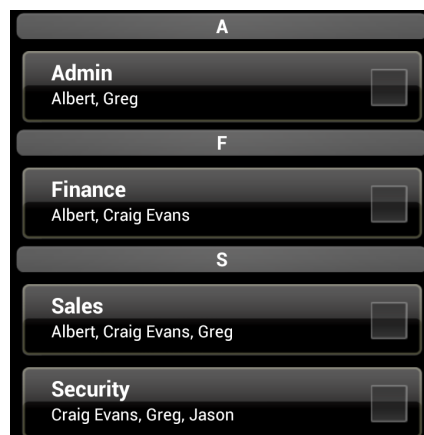 A
Admin
Albert, Greg
F
Finance
Albert, Craig Evans
S
Sales
Albert, Craig Evans, Greg
Security
Craig Evans, Greg, Jason